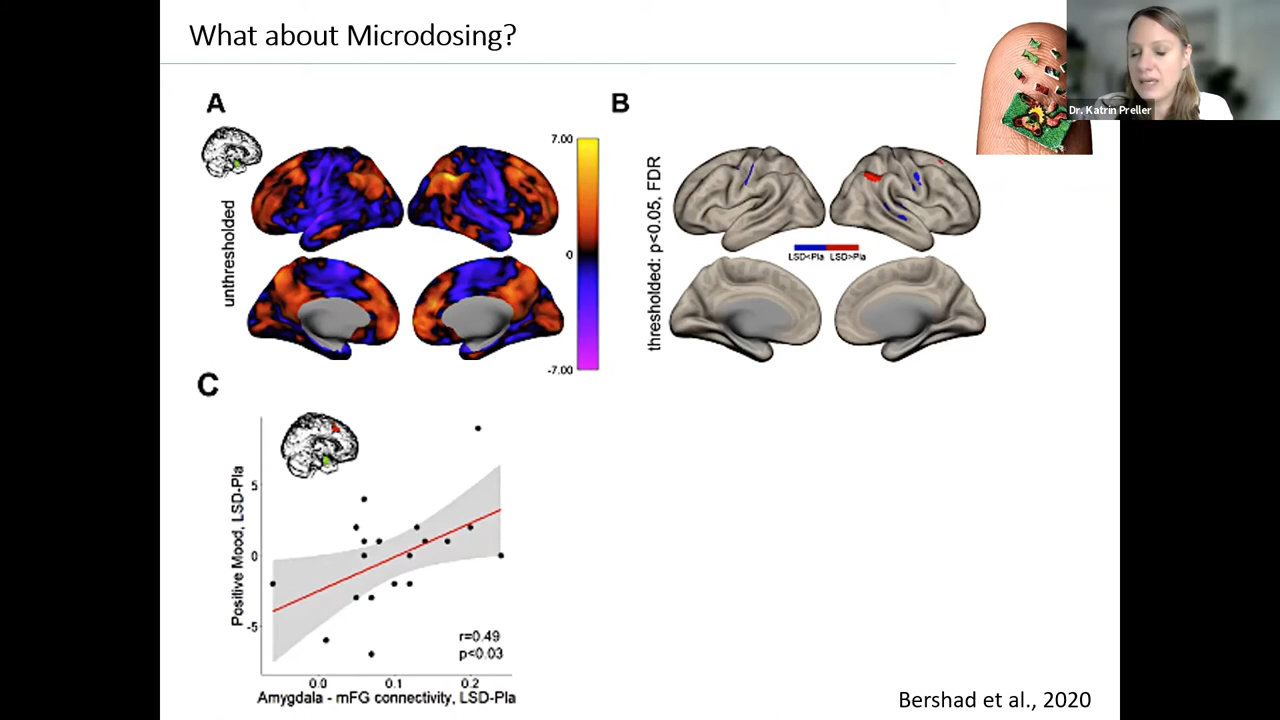 What about Microdosing?
Dr. Katrin Preller
A
B
7.00
0
-7.00
unthresholded
thresholded: p<0.05, FDR
LSD<Pla LSD>Pla
C
5
0
-5
Positive Mood, LSD-Pla
r=0.49
p<0.03
0.0 0.1 0.2
Amygdala - mFG connectivity, LSD-Pla
Bershad et al., 2020